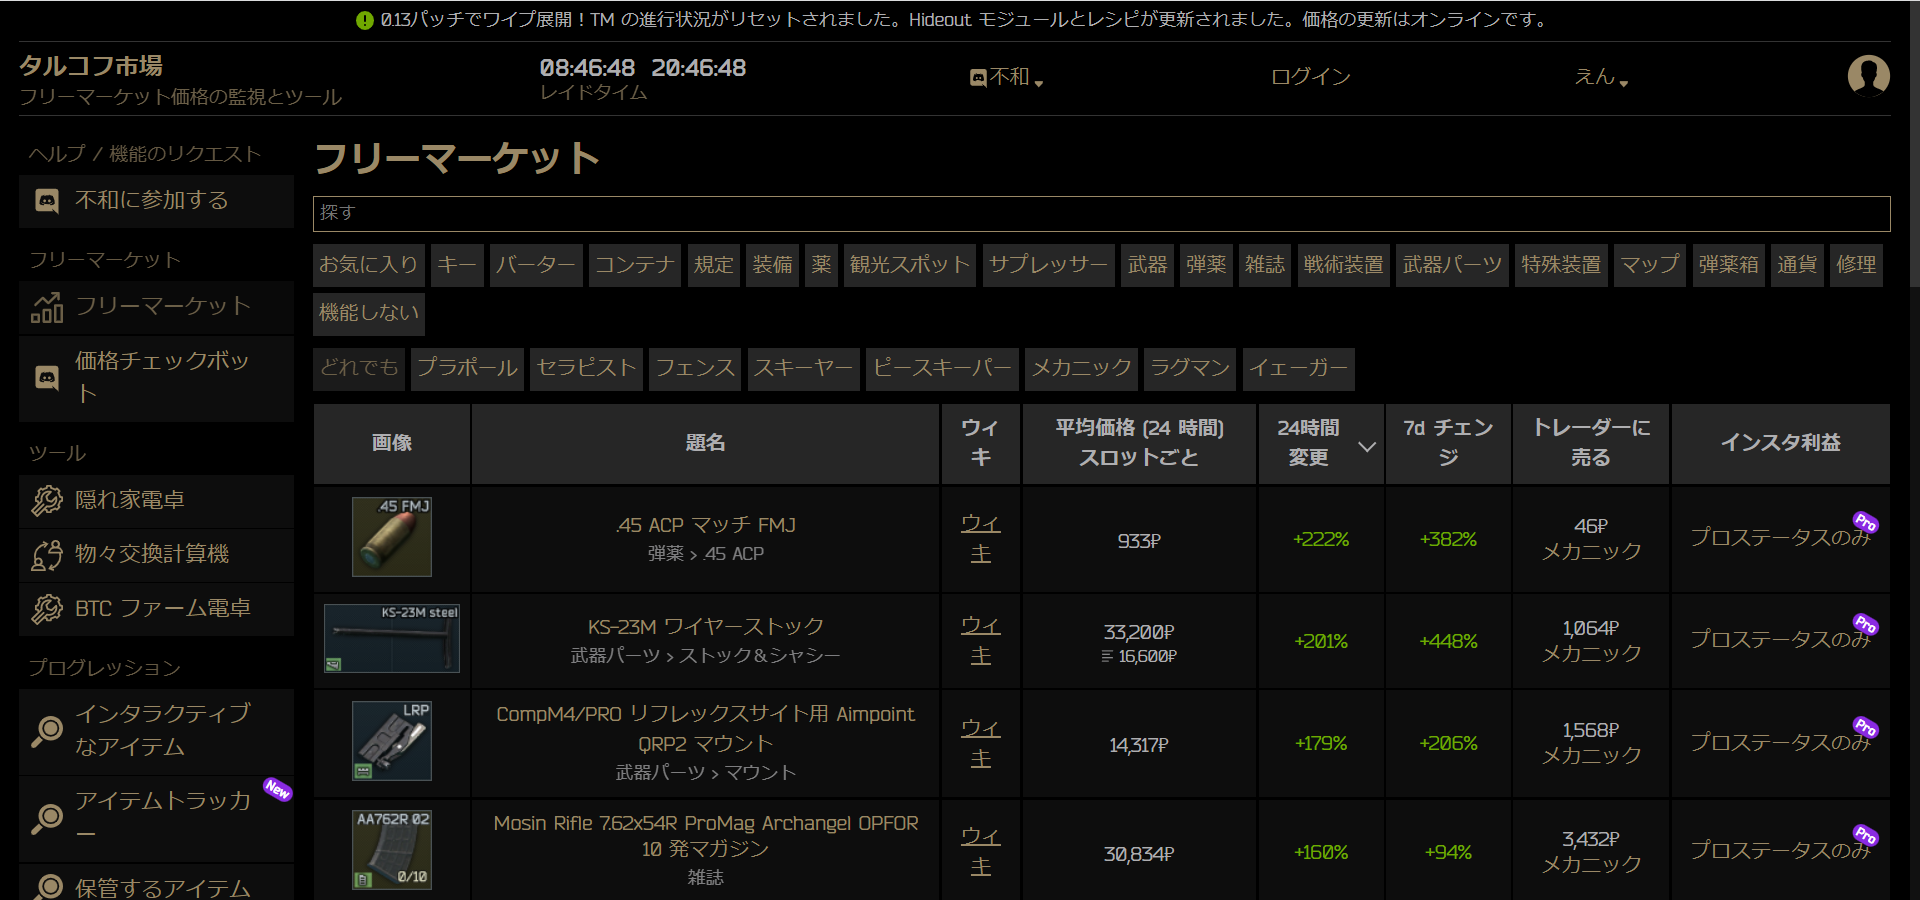 0.13パッチでワイプ展開！TM の進行状況がリセットされました。Hideout モジュールとレシピが更新されました。価格の更新はオンラインです。
タルコフ市場
フリーマーケット価格の監視とツール
08:46:48 20:46:48
レイドタイム
不和
ログイン
えん
ヘルプ / 機能のリクエスト
不和に参加する
フリーマーケット
フリーマーケット
価格チェックボッ
ト
ツール
隠れ家電卓
物々交換計算機
BTC ファーム電卓
プログレッション
インタラクティブ
なアイテム
アイテムトラッカ
ー
New
保管するアイテム
フリーマーケット
探す
お気に入り キー バーター コンテナ 規定 装備 薬 観光スポット サプレッサー 武器 弾薬 雑誌 戦術装置 武器パーツ 特殊装置 マップ 弾薬箱 通貨 修理
機能しない
どれでも プラポール セラピスト フェンス スキーヤー ピースキーパー メカニック ラグマン イェーガー
画像
題名
ウィ
キ
平均価格 (24 時間)
スロットごと
24時間
変更
7d チェン
ジ
トレーダーに
売る
インスタ利益
.45 FMJ
.45 ACP マッチ FMJ
弾薬 > .45 ACP
ウィ
キ
933₽
+222%
+382%
46₽
メカニック
プロステータスのみ
Pro
KS-23M steel
KS-23M ワイヤーストック
武器パーツ > ストック＆シャシー
ウィ
キ
33,200₽
16,600₽
+201%
+448%
1,064₽
メカニック
プロステータスのみ
Pro
LRP
CompM4/PRO リフレックスサイト用 Aimpoint
QRP2 マウント
武器パーツ > マウント
ウィ
キ
14,317₽
+179%
+206%
1,568₽
メカニック
プロステータスのみ
Pro
AA762R 02
0/10
Mosin Rifle 7.62x54R ProMag Archangel OPFOR
10 発マガジン
雑誌
ウィ
キ
30,834₽
+160%
+94%
3,432₽
メカニック
プロステータスのみ
Pro